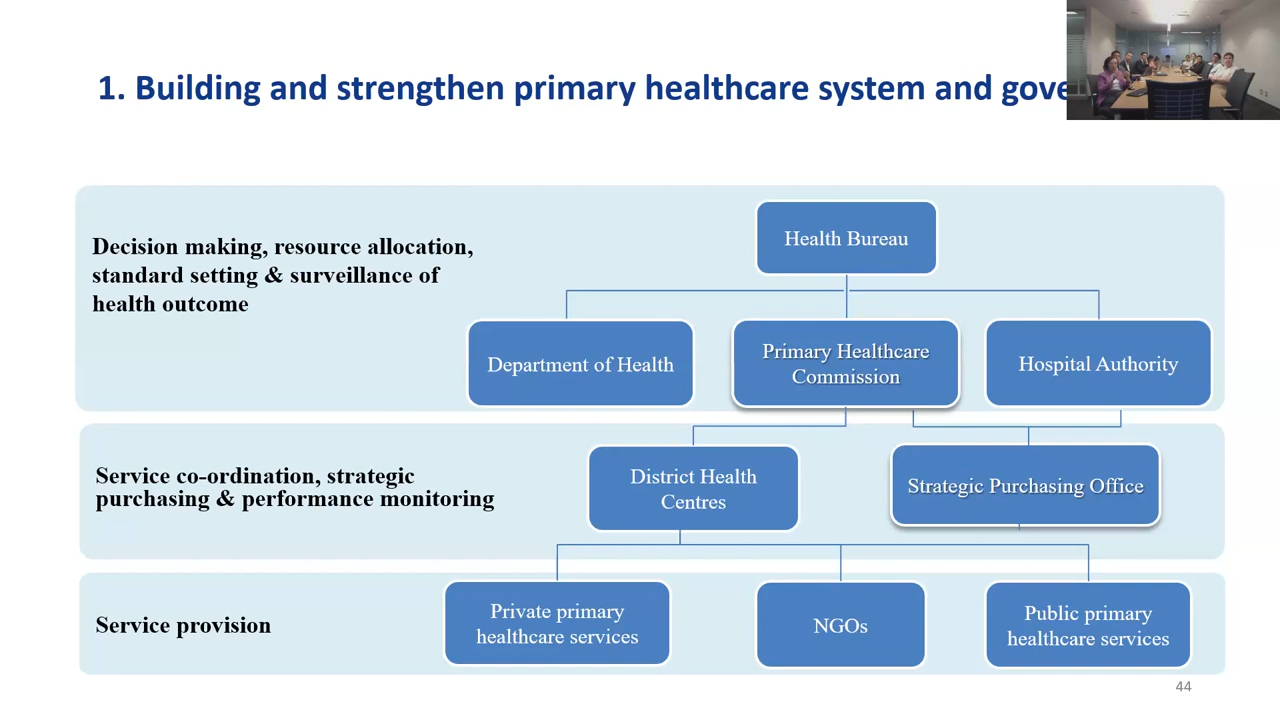 1. Building and strengthen primary healthcare system and gove
Decision making, resource allocation,
standard setting & surveillance of
health outcome
Health Bureau
Department of Health
Primary Healthcare
Commission
Hospital Authority
Service co-ordination, strategic
purchasing & performance monitoring
District Health
Centres
Strategic Purchasing Office
Service provision
Private primary
healthcare services
NGOs
Public primary
healthcare services
44